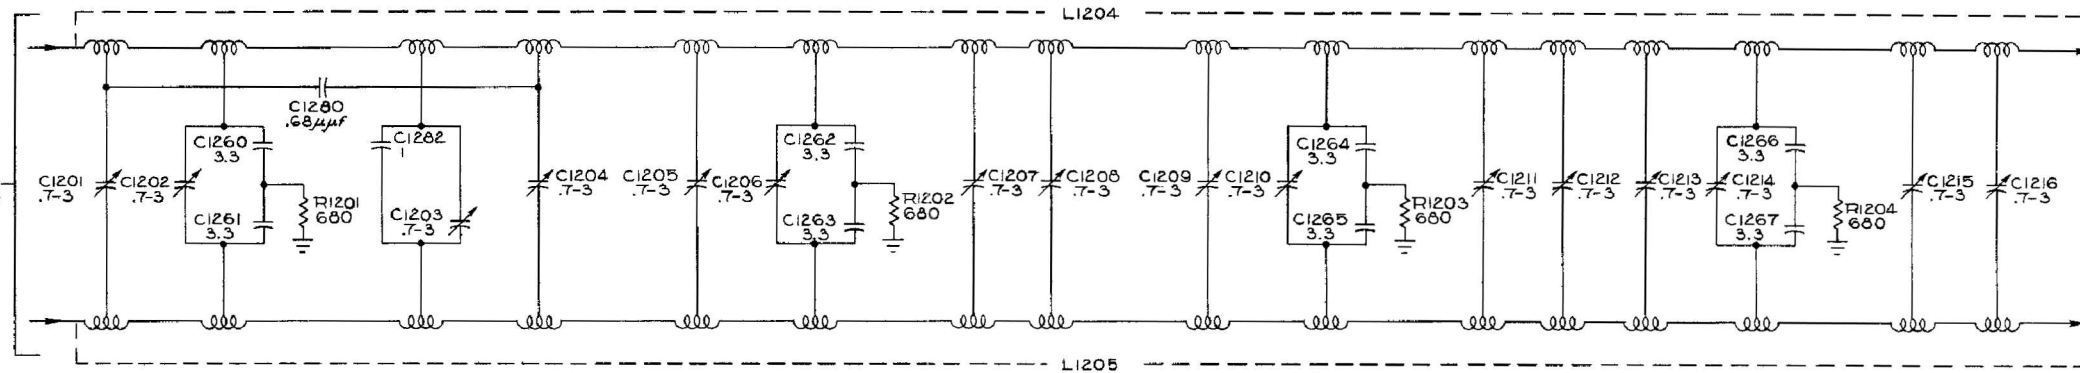 L1204
C1280
.68μμf
C1260
3.3
C1282
1
C1262
3.3
C1264
3.3
C1266
3.3
C1201
.7-3
C1202
.7-3
C1204
.7-3
C1205
.7-3
C1206
.7-3
C1207
.7-3
C1208
.7-3
C1209
.7-3
C1210
.7-3
C1211
.7-3
C1212
.7-3
C1213
.7-3
C1214
.7-3
C1215
.7-3
C1216
.7-3
C1261
3.3
R1201
680
C1203
.7-3
C1263
3.3
R1202
680
C1265
3.3
R1203
680
C1267
3.3
R1204
680
L1205